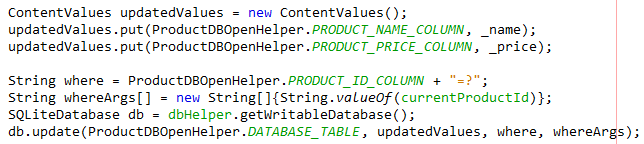 ContentValues updatedValues = new ContentValues();
updatedValues.put(ProductDBOpenHelper.PRODUCT_NAME_COLUMN, _name);
updatedValues.put(ProductDBOpenHelper.PRODUCT_PRICE_COLUMN, _price);
String where = ProductDBOpenHelper.PRODUCT_ID_COLUMN + "=?";
String whereArgs[] = new String[]{String.valueOf(currentProductId)};
SQLiteDatabase db = dbHelper.getWritableDatabase();
db.update(ProductDBOpenHelper.DATABASE_TABLE, updatedValues, where, whereArgs);